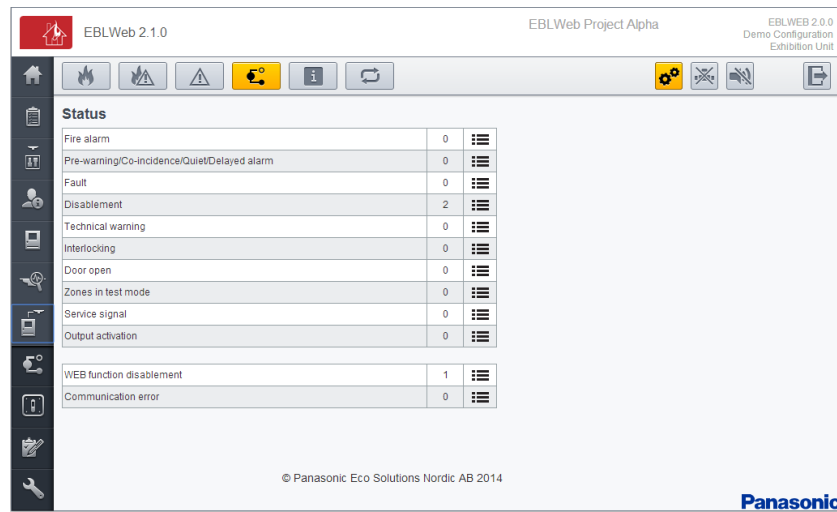 EBLWeb 2.1.0
EBLWeb Project Alpha
EBLWEB 2.0.0
Demo Configuration
Exhibition Unit
Status
Fire alarm 0
Pre-warning/Co-incidence/Quiet/Delayed alarm 0
Fault 0
Disablement 2
Technical warning 0
Interlocking 0
Door open 0
Zones in test mode 0
Service signal 0
Output activation 0
WEB function disablement 1
Communication error 0
© Panasonic Eco Solutions Nordic AB 2014
Panasonic